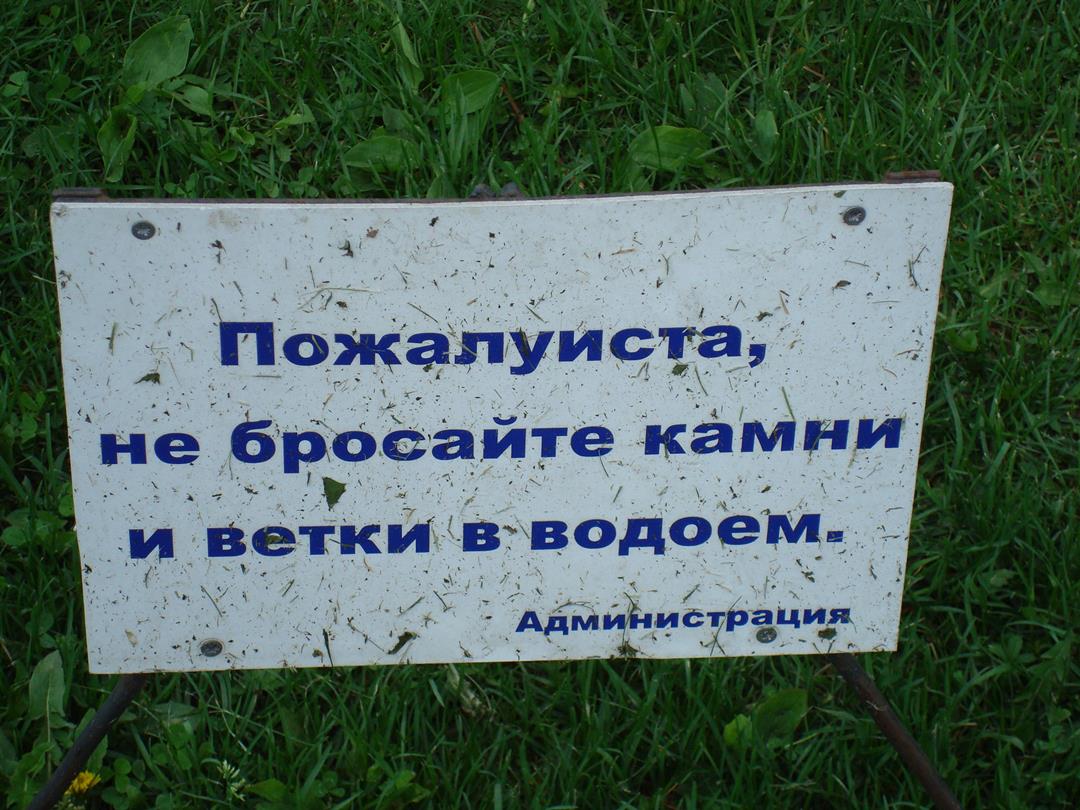 Пожалуиста,
не бросайте камни
и ветки в водоем.
Администрация